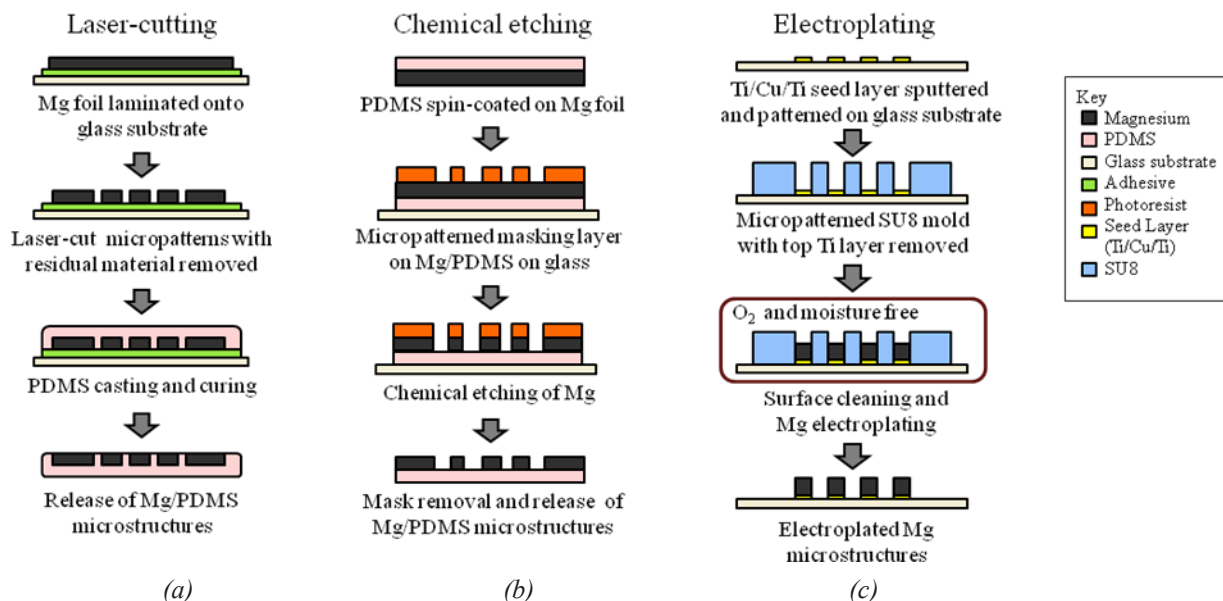 Laser-cutting
Mg foil laminated onto
glass substrate
Laser-cut micropatterns with
residual material removed
PDMS casting and curing
Release of Mg/PDMS
microstructures
(a)
Chemical etching
PDMS spin-coated on Mg foil
Micropatterned masking layer
on Mg/PDMS on glass
Chemical etching of Mg
Mask removal and release of
Mg/PDMS microstructures
(b)
Electroplating
Ti/Cu/Ti seed layer sputtered
and patterned on glass substrate
Micropatterned SU8 mold
with top Ti layer removed
O2 and moisture free
Surface cleaning and
Mg electroplating
Electroplated Mg
microstructures
(c)
Key
Magnesium
PDMS
Glass substrate
Adhesive
Photoresist
Seed Layer
(Ti/Cu/Ti)
SU8